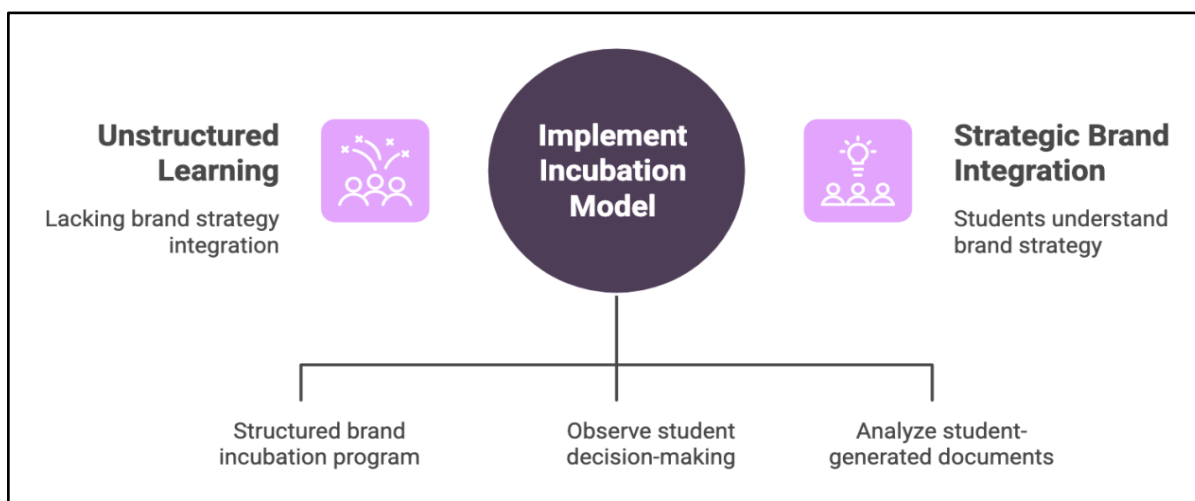 Unstructured
Learning
Lacking brand strategy
integration
Implement
Incubation
Model
Strategic Brand
Integration
Students understand
brand strategy
Structured brand
incubation program
Observe student
decision-making
Analyze student-
generated documents